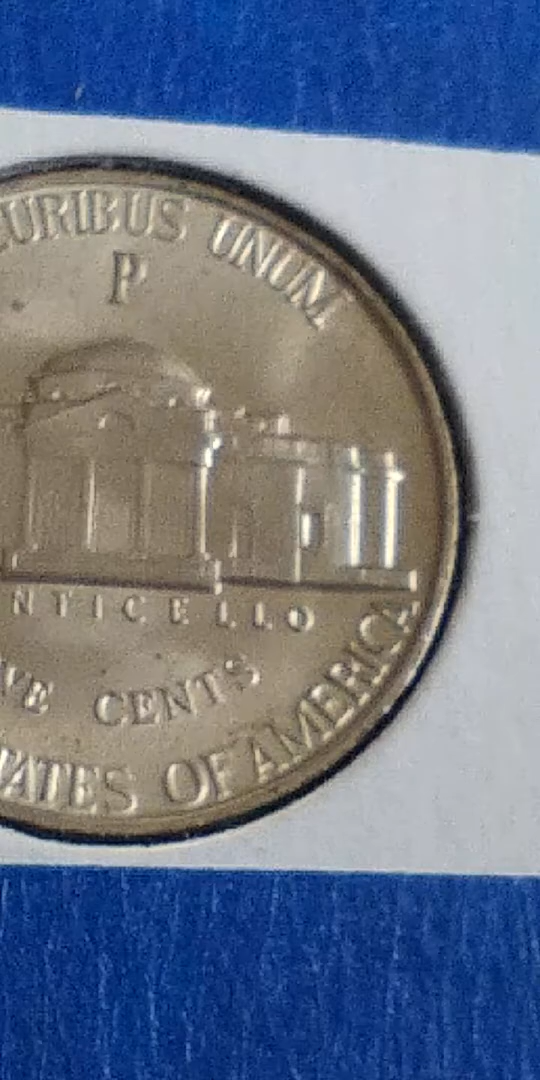 LURIBUS UNUM
P
NTICELLO
VE CENTS
TATES OF AMERICA